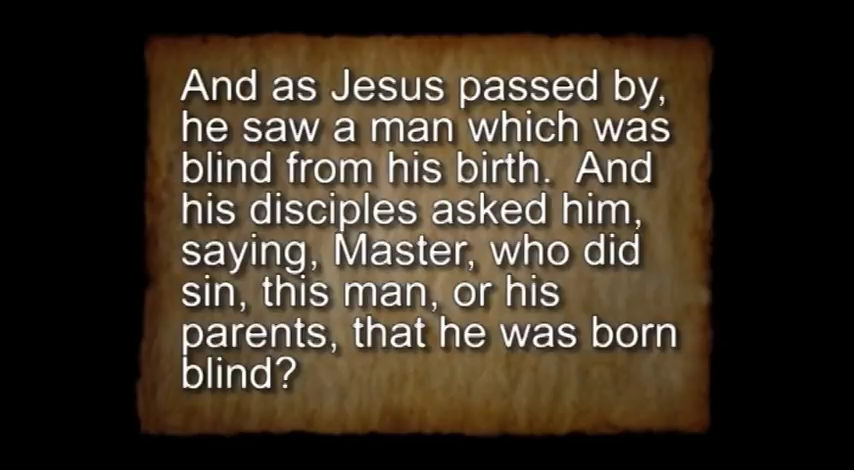 And as Jesus passed by,
he saw a man which was
blind from his birth.  And
his disciples asked him,
saying, Master, who did
sin, this man, or his
parents, that he was born
blind?